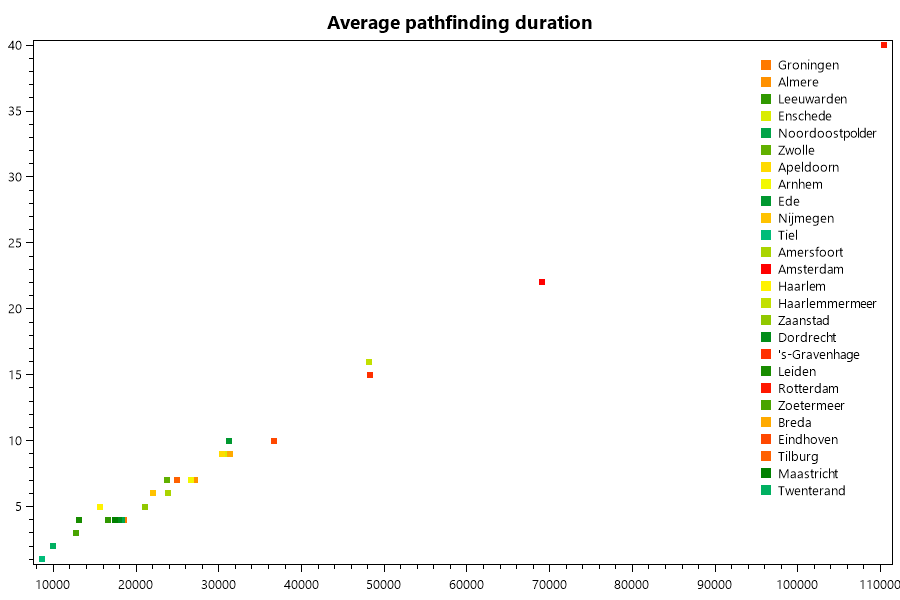 Average pathfinding duration
40
35
30
25
20
15
10
5
Groningen
Almere
Leeuwarden
Enschede
Noordoostpolder
Zwolle
Apeldoorn
Arnhem
Ede
Nijmegen
Tiel
Amersfoort
Amsterdam
Haarlem
Haarlemmermeer
Zaanstad
Dordrecht
's-Gravenhage
Leiden
Rotterdam
Zoetermeer
Breda
Eindhoven
Tilburg
Maastricht
Twenterand
10000 20000 30000 40000 50000 60000 70000 80000 90000 100000 110000